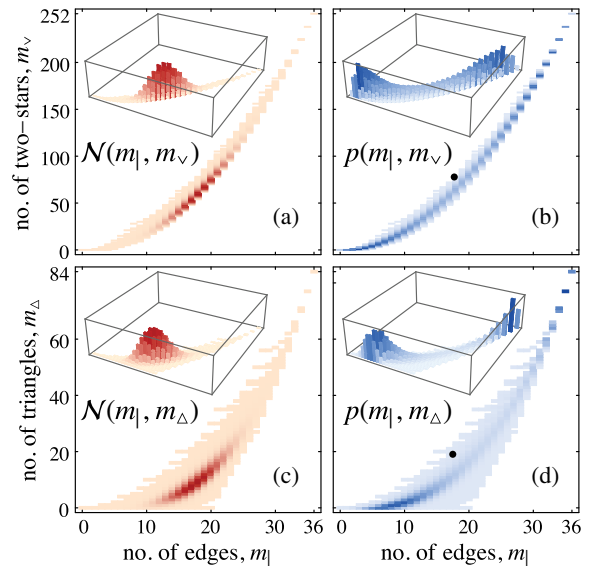 252
200
150
100
50
0
no. of two−stars, m∨
N(m|, m∨)
(a)
p(m|, m∨)
(b)
84
60
40
20
0
no. of triangles, m△
N(m|, m△)
(c)
p(m|, m△)
(d)
0 10 20 30 36
0 10 20 30 36
no. of edges, m|
no. of edges, m|